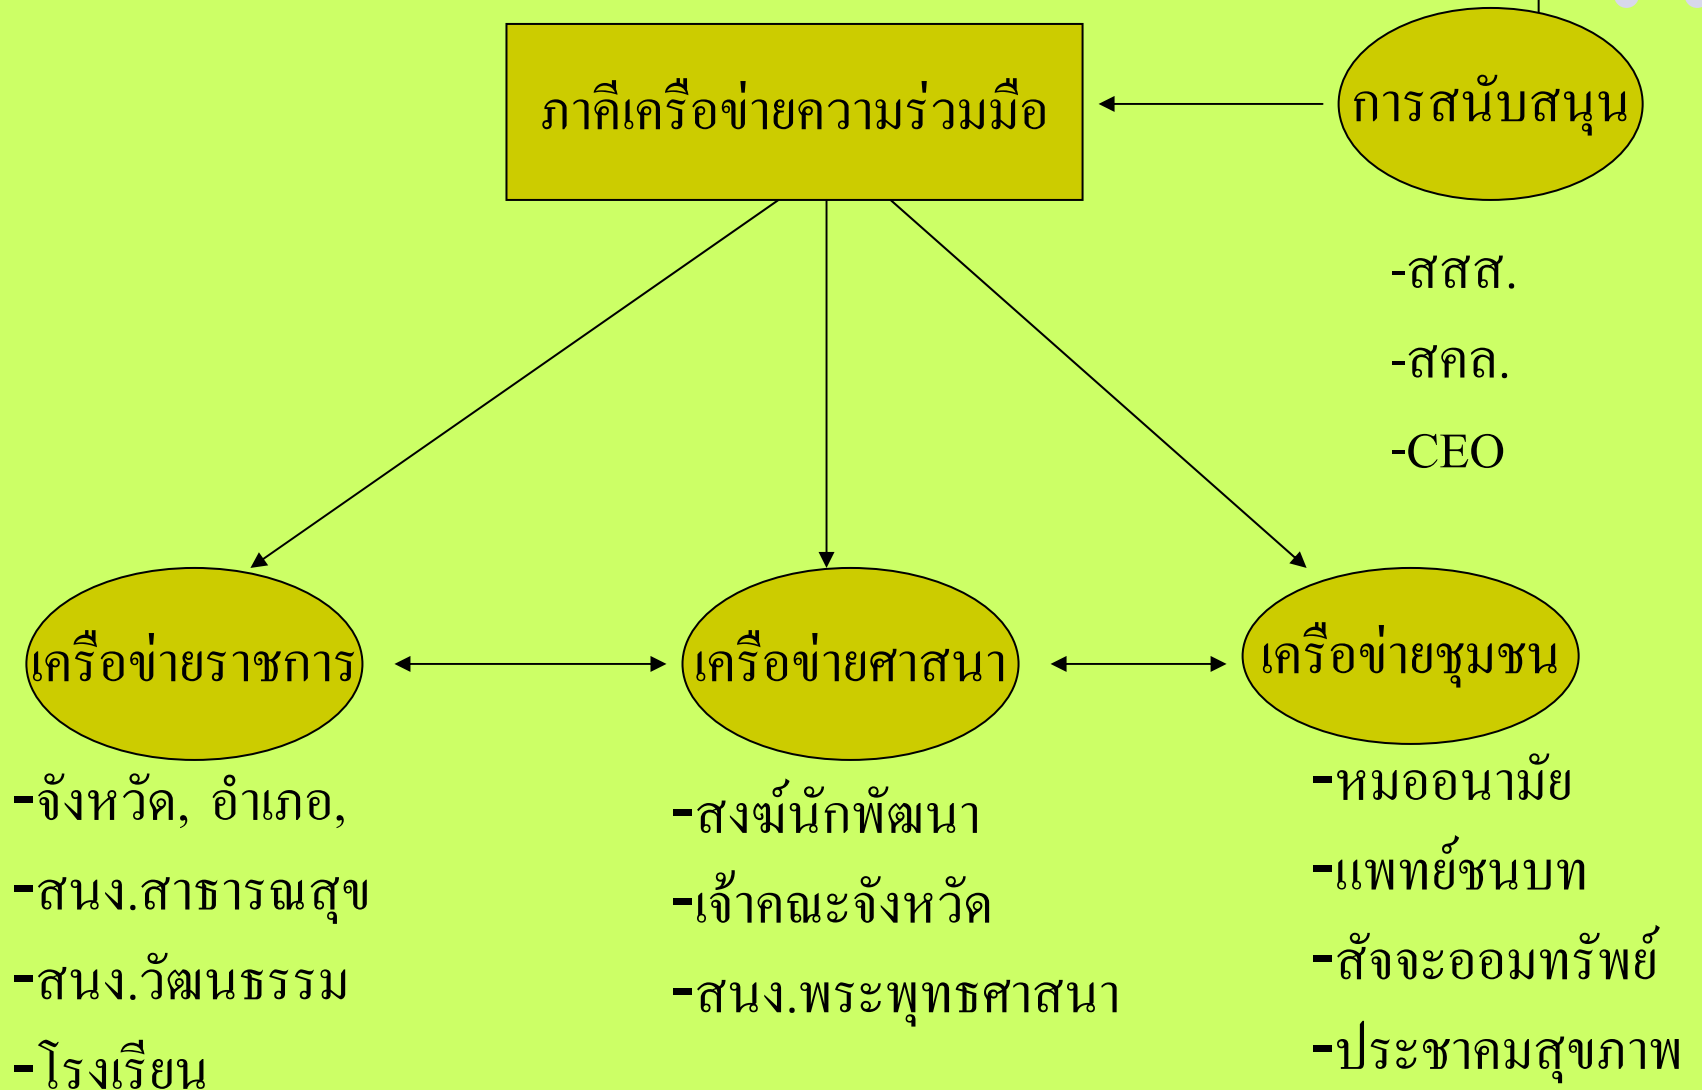 ภาคีเครือข่ายความร่วมมือ
การสนับสนุน
-สสส.
-สคล.
-CEO
เครือข่ายราชการ
เครือข่ายศาสนา
เครือข่ายชุมชน
-จังหวัด, อำเภอ,
-สนง.สาธารณสุข
-สนง.วัฒนธรรม
-โรงเรียน
-สงฆ์นักพัฒนา
-เจ้าคณะจังหวัด
-สนง.พระพุทธศาสนา
-หมออนามัย
-แพทย์ชนบท
-สัจจะออมทรัพย์
-ประชาคมสุขภาพ